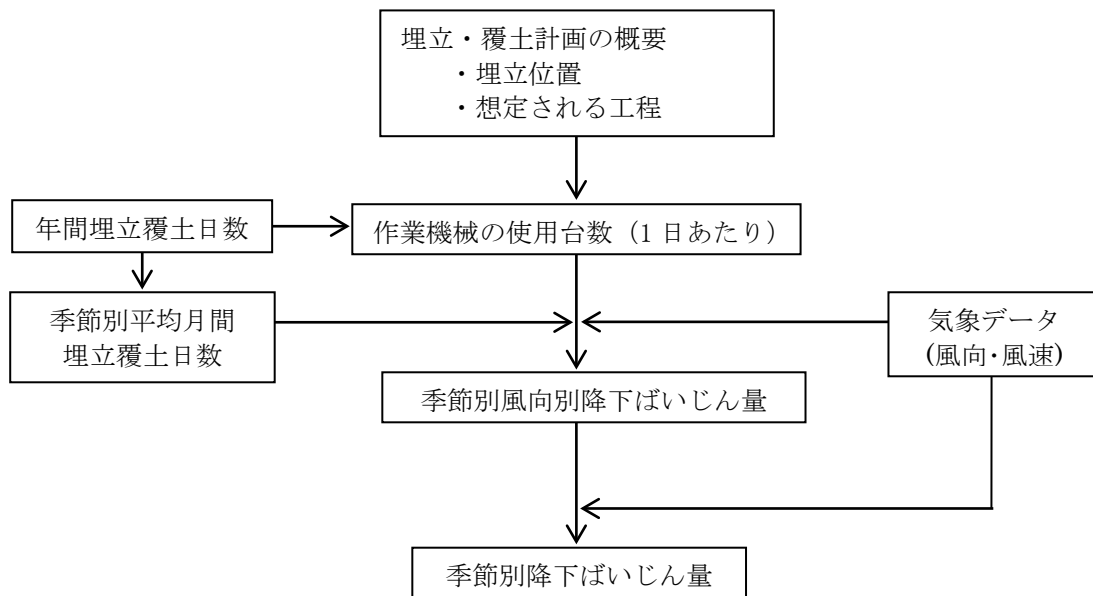 埋立・覆土計画の概要
・埋立位置
・想定される工程
年間埋立覆土日数
作業機械の使用台数（1 日あたり）
季節別平均月間
埋立覆土日数
気象データ
(風向・風速)
季節別風向別降下ばいじん量
季節別降下ばいじん量